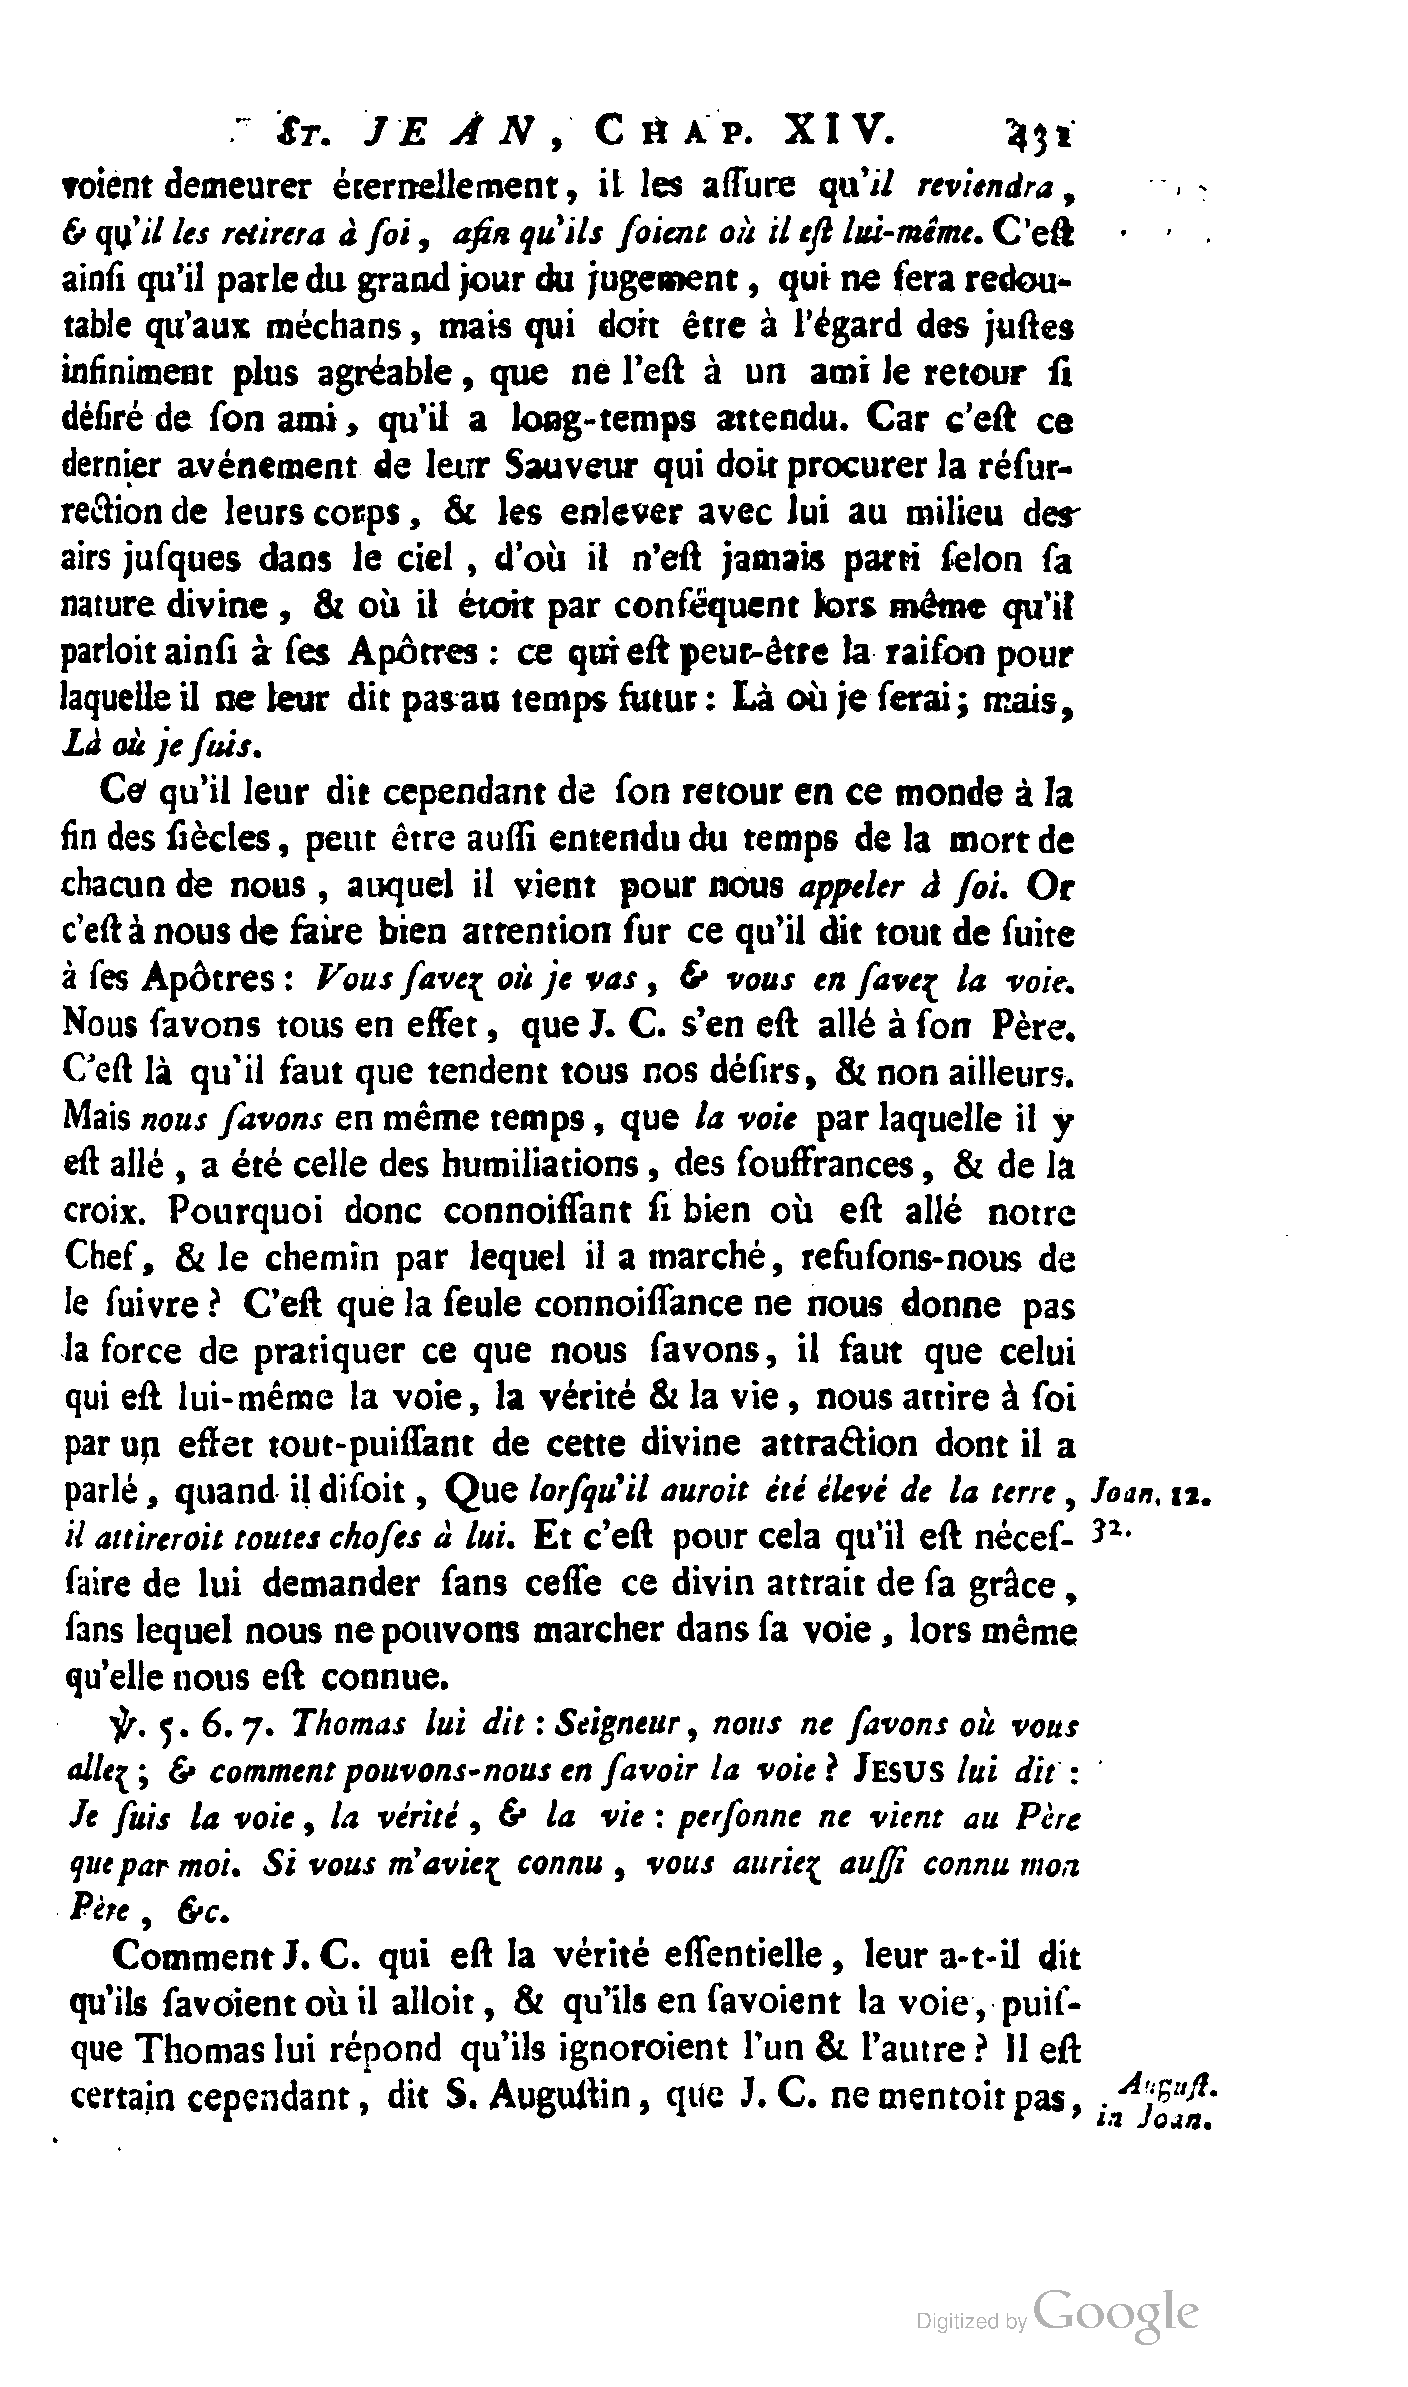 ST. JEAN, CHAP. XIV. 431
voient demeurer éternellement, il les aſſure qu'il reviendra,
& qu'il les retirera à ſoi, afin qu'ils ſoient où il eſt lui-même. C'eſt
ainſi qu'il parle du grand jour du jugement, qui ne ſera redou-
table qu'aux méchans, mais qui doit être à l'égard des juſtes
infiniment plus agréable, que ne l'eſt à un ami le retour ſi
déſiré de ſon ami, qu'il a long-temps attendu. Car c'eſt ce
dernier avénement de leur Sauveur qui doit procurer la réſur-
rection de leurs corps, & les enlever avec lui au milieu des
airs juſques dans le ciel, d'où il n'eſt jamais parti ſelon ſa
nature divine, & où il étoit par conſéquent lors même qu'il
parloit ainſi à ſes Apôtres : ce qui eſt peut-être la raiſon pour
laquelle il ne leur dit pas au temps futur : Là où je ſerai; mais,
Là où je ſuis.
Ce qu'il leur dit cependant de ſon retour en ce monde à la
fin des ſiècles, peut être auſſi entendu du temps de la mort de
chacun de nous, auquel il vient pour nous appeler à ſoi. Or
c'eſt à nous de faire bien attention ſur ce qu'il dit tout de ſuite
à ſes Apôtres : Vous ſavez où je vas, & vous en ſavez la voie.
Nous ſavons tous en effet, que J. C. s'en eſt allé à ſon Père.
C'eſt là qu'il faut que tendent tous nos déſirs, & non ailleurs.
Mais nous ſavons en même temps, que la voie par laquelle il y
eſt allé, a été celle des humiliations, des ſouffrances, & de la
croix. Pourquoi donc connoiſſant ſi bien où eſt allé notre
Chef, & le chemin par lequel il a marché, refuſons-nous de
le ſuivre ? C'eſt que la ſeule connoiſſance ne nous donne pas
la force de pratiquer ce que nous ſavons, il faut que celui
qui eſt lui-même la voie, la vérité & la vie, nous attire à ſoi
par un effet tout-puiſſant de cette divine attraction dont il a
parlé, quand il diſoit, Que lorſqu'il auroit été élevé de la terre, Joan. 12.
il attireroit toutes choſes à lui. Et c'eſt pour cela qu'il eſt néceſ- 32.
ſaire de lui demander ſans ceſſe ce divin attrait de ſa grâce,
ſans lequel nous ne pouvons marcher dans ſa voie, lors même
qu'elle nous eſt connue.
℣. 5. 6. 7. Thomas lui dit : Seigneur, nous ne ſavons où vous
allez; & comment pouvons-nous en ſavoir la voie ? JESUS lui dit :
Je ſuis la voie, la vérité, & la vie : perſonne ne vient au Père
que par moi. Si vous m'aviez connu, vous auriez auſſi connu mon
Père, &c.
Comment J. C. qui eſt la vérité eſſentielle, leur a-t-il dit
qu'ils ſavoient où il alloit, & qu'ils en ſavoient la voie, puiſ-
que Thomas lui répond qu'ils ignoroient l'un & l'autre ? Il eſt
certain cependant, dit S. Auguſtin, que J. C. ne mentoit pas, Auguſt.
in Joan.
Digitized by Google